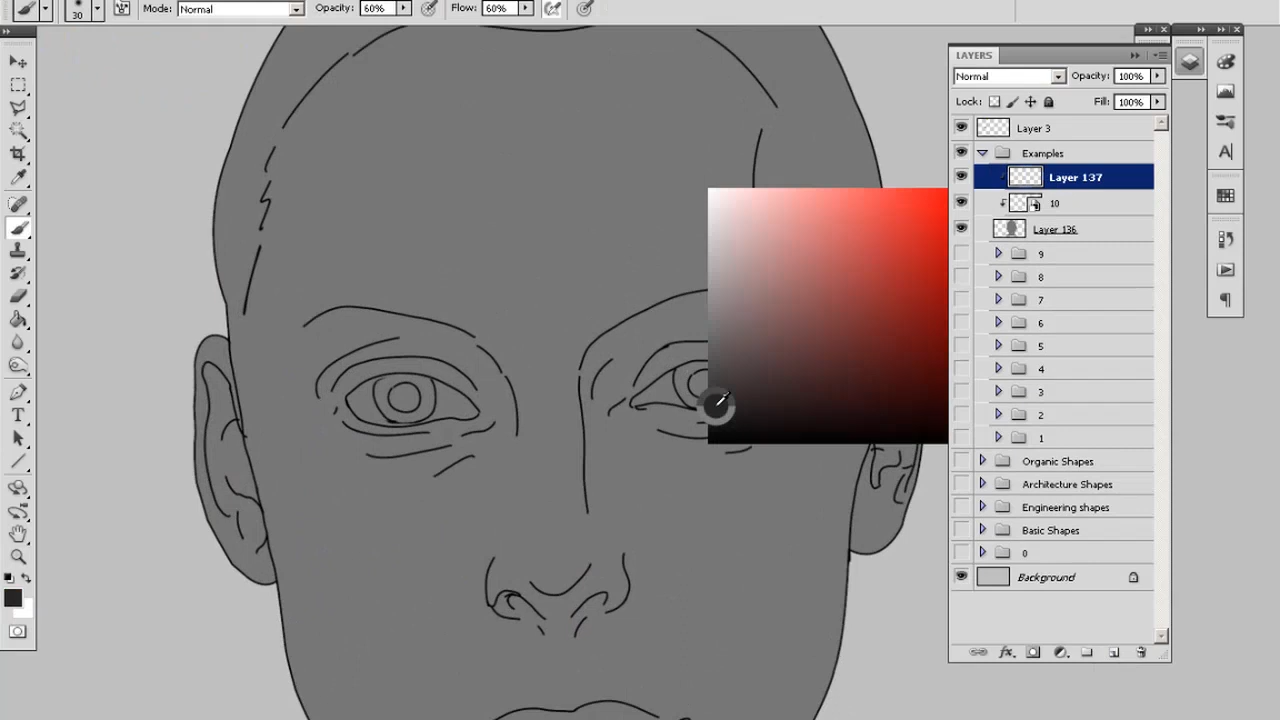 30 Mode: Normal Opacity: 60% Flow: 60%
LAYERS
Normal Opacity: 100%
Lock: Fill: 100%
Layer 3
Examples
Layer 137
10
Layer 136
9
8
7
6
5
4
3
2
1
Organic Shapes
Architecture Shapes
Engineering shapes
Basic Shapes
0
Background